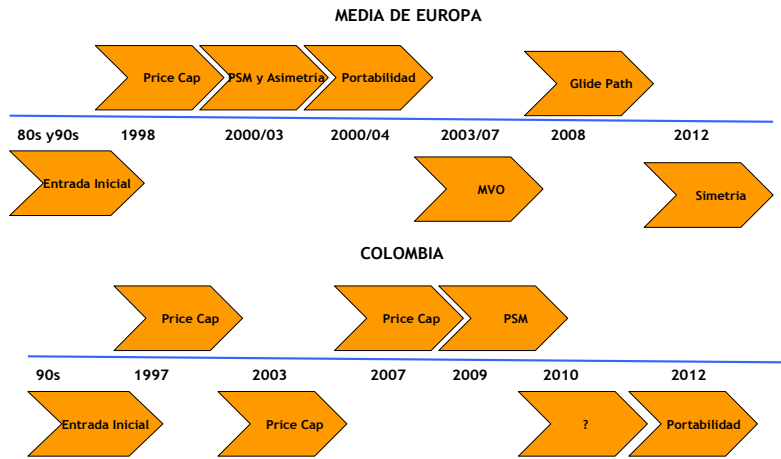 MEDIA DE EUROPA
Price Cap
PSM y Asimetría
Portabilidad
Glide Path
80s y90s
1998
2000/03
2000/04
2003/07
2008
2012
Entrada Inicial
MVO
Simetria
COLOMBIA
Price Cap
Price Cap
PSM
90s
1997
2003
2007
2009
2010
2012
Entrada Inicial
Price Cap
?
Portabilidad